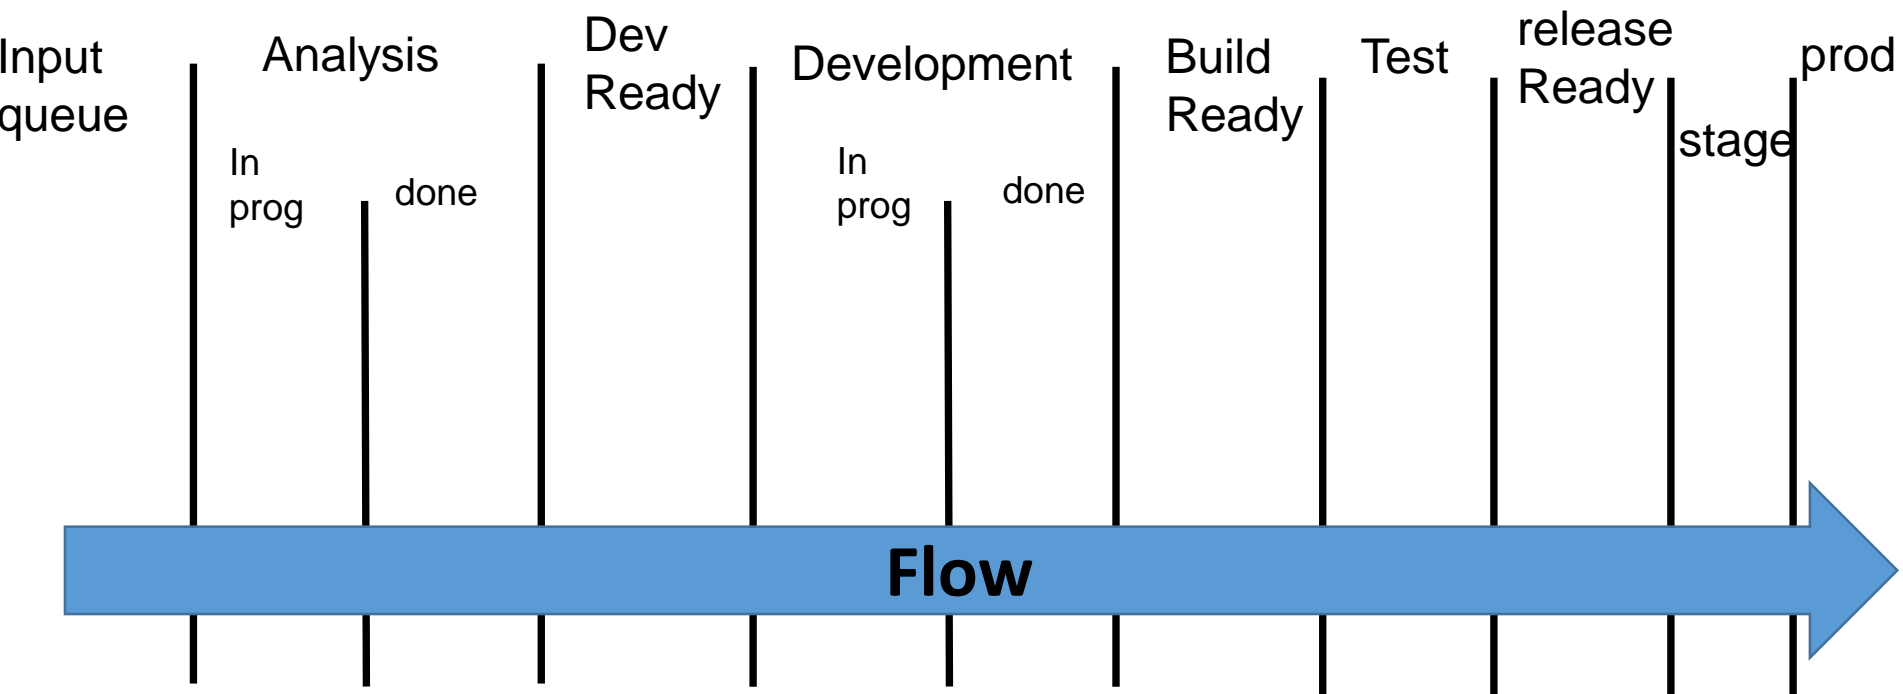 Input
queue
Analysis
In
prog
done
Dev
Ready
Development
In
prog
done
Build
Ready
Test
release
Ready
stage
prod
Flow